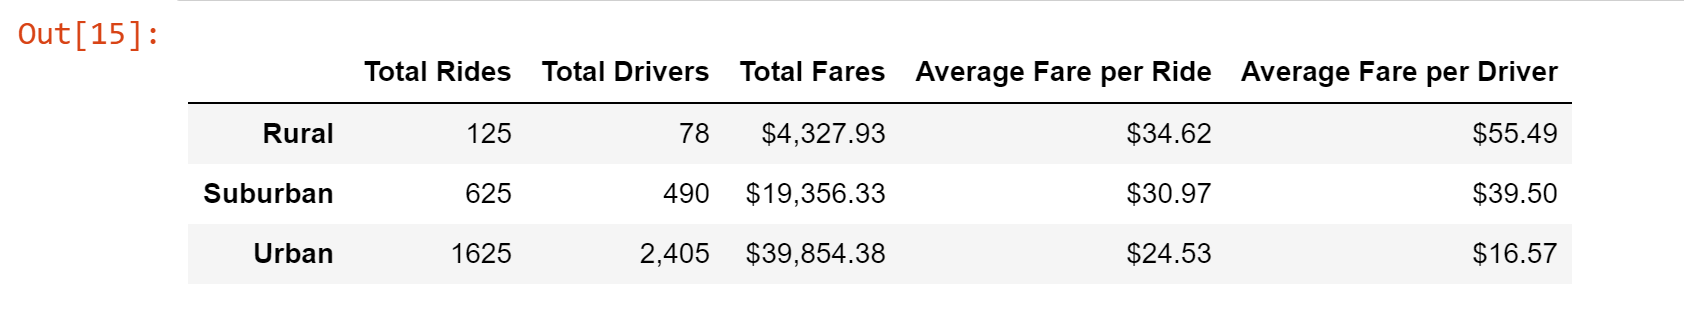 Out[15]:
Total Rides Total Drivers Total Fares Average Fare per Ride Average Fare per Driver
Rural 125 78 $4,327.93 $34.62 $55.49
Suburban 625 490 $19,356.33 $30.97 $39.50
Urban 1625 2,405 $39,854.38 $24.53 $16.57